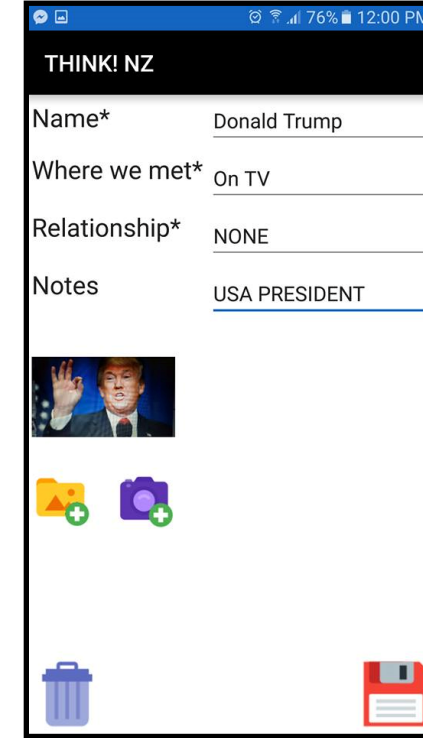 76% 12:00 PM
THINK! NZ
Name* Donald Trump
Where we met* On TV
Relationship* NONE
Notes USA PRESIDENT